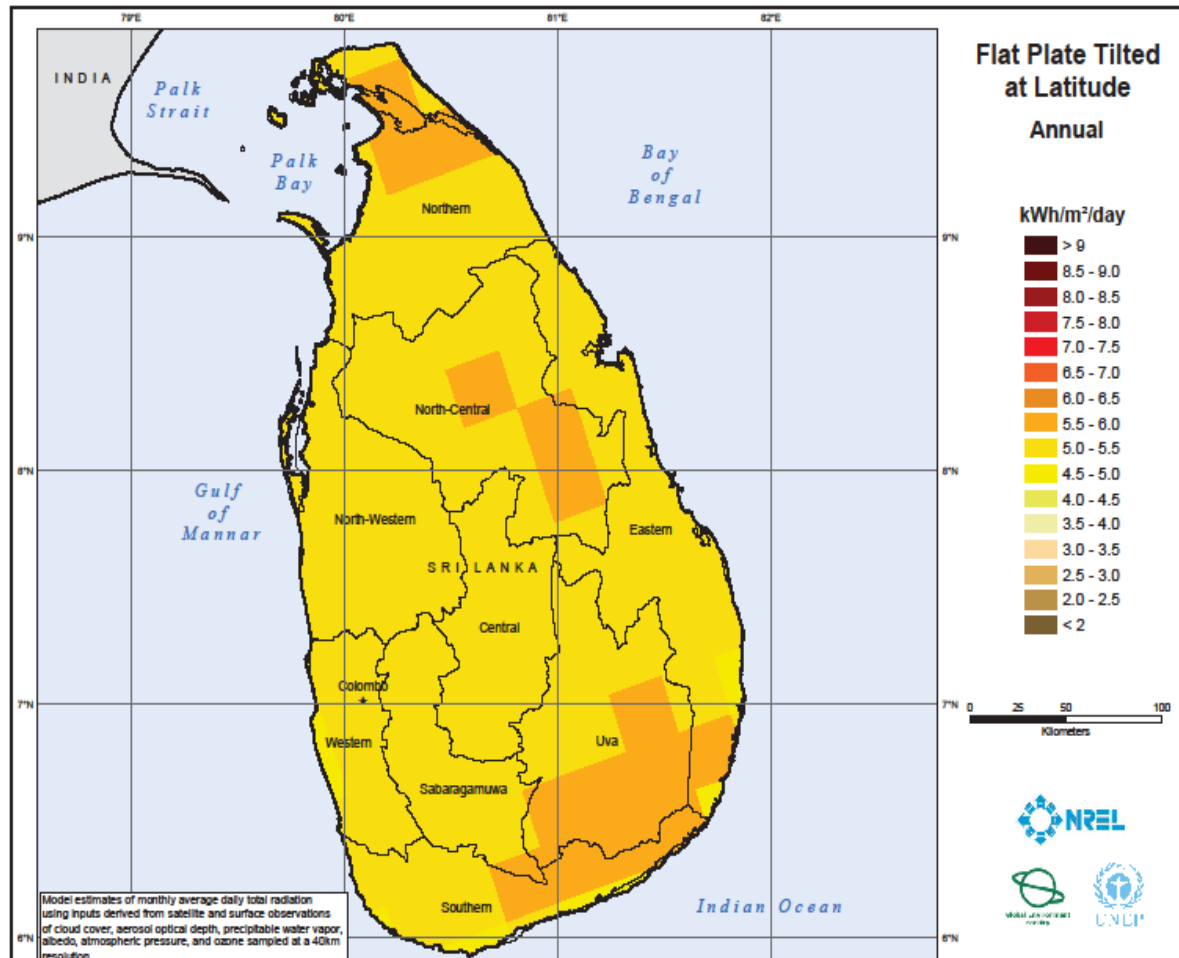 79°E
80°E
81°E
82°E
INDIA
Palk
Strait
Palk
Bay
Bay
of
Bengal
Northern
9°N
9°N
North-Central
8°N
8°N
Gulf
of
Mannar
North-Western
Eastern
SRI LANKA
Central
Colombo
7°N
7°N
Western
Uva
Sabaragamuwa
Southern
Indian Ocean
6°N
6°N
Model estimates of monthly average daily total radiation
using inputs derived from satellite and surface observations
of cloud cover, aerosol optical depth, precipitable water vapor,
albedo, atmospheric pressure, and ozone sampled at a 40km
resolution
Flat Plate Tilted
at Latitude
Annual
kWh/m²/day
> 9
8.5 - 9.0
8.0 - 8.5
7.5 - 8.0
7.0 - 7.5
6.5 - 7.0
6.0 - 6.5
5.5 - 6.0
5.0 - 5.5
4.5 - 5.0
4.0 - 4.5
3.5 - 4.0
3.0 - 3.5
2.5 - 3.0
2.0 - 2.5
< 2
0 25 50 100
Kilometers
NREL
UNEP